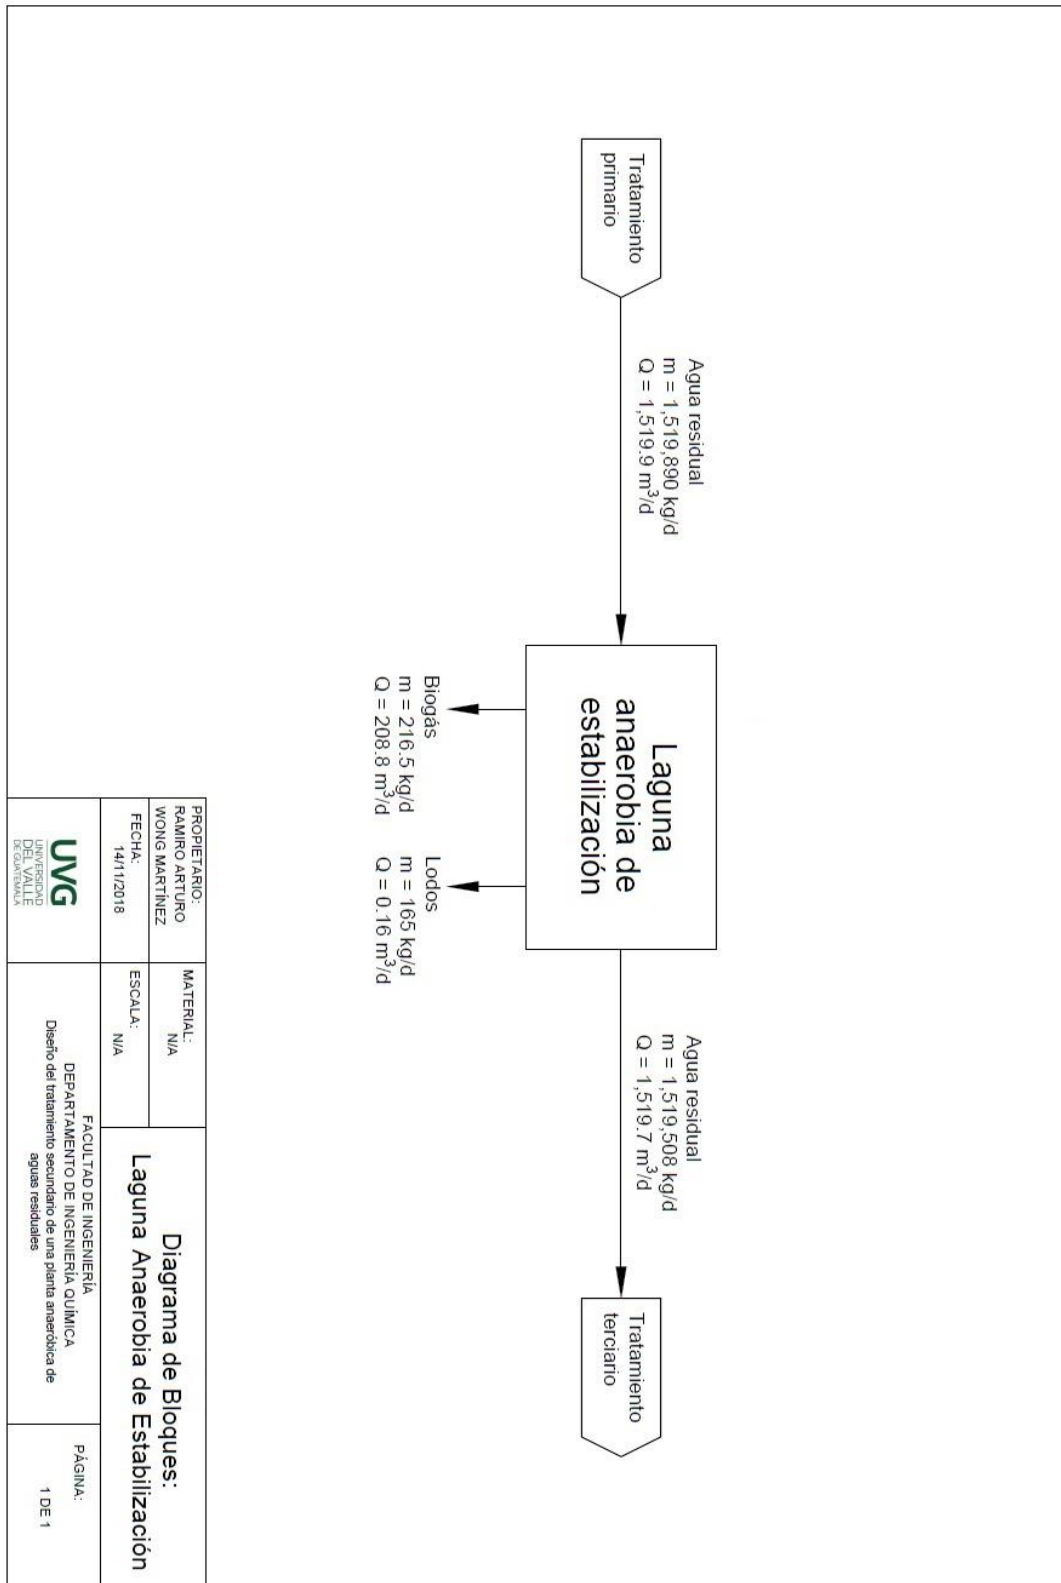 Tratamiento
primario
Agua residual
m = 1,519,890 kg/d
Q = 1,519.9 m³/d
Laguna
anaerobia de
estabilización
Biogás
m = 216.5 kg/d
Q = 208.8 m³/d
Lodos
m = 165 kg/d
Q = 0.16 m³/d
Agua residual
m = 1,519,508 kg/d
Q = 1,519.7 m³/d
Tratamiento
terciario
PROPIETARIO:
RAMIRO ARTURO
WONG MARTÍNEZ
MATERIAL:
N/A
FECHA:
14/11/2018
ESCALA:
N/A
Diagrama de Bloques:
Laguna Anaerobia de Estabilización
UVG
UNIVERSIDAD
DEL VALLE
DE GUATEMALA
FACULTAD DE INGENIERÍA
DEPARTAMENTO DE INGENIERÍA QUÍMICA
Diseño del tratamiento secundario de una planta anaeróbica de
aguas residuales
PÁGINA:
1 DE 1